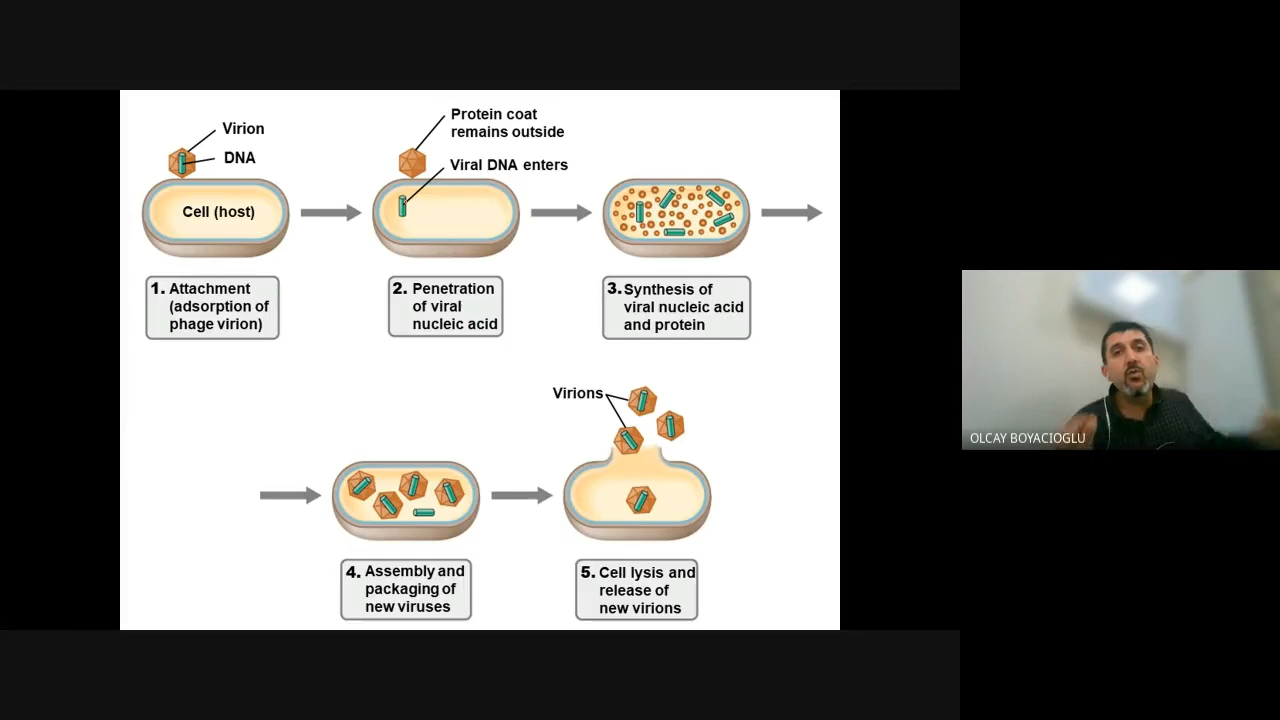 Virion
DNA
Cell (host)
1. Attachment
(adsorption of
phage virion)
Protein coat
remains outside
Viral DNA enters
2. Penetration
of viral
nucleic acid
3. Synthesis of
viral nucleic acid
and protein
4. Assembly and
packaging of
new viruses
Virions
5. Cell lysis and
release of
new virions
OLCAY BOYACIOGLU